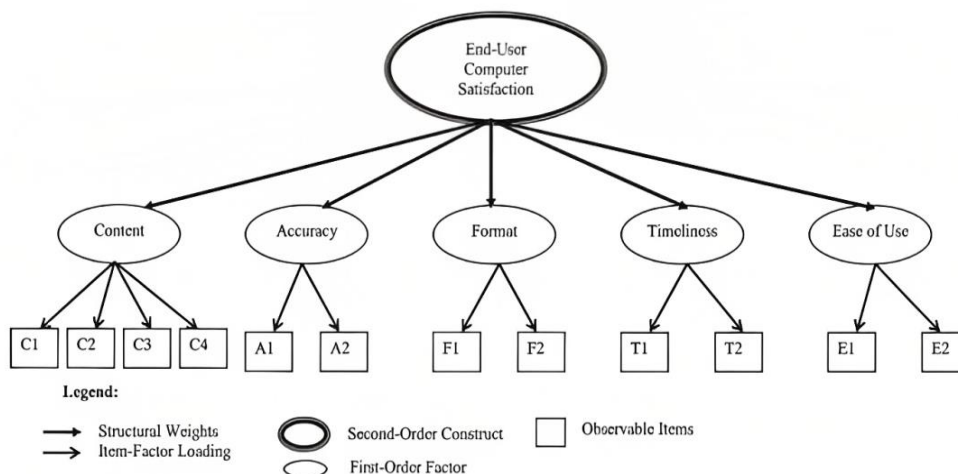 End-User
Computer
Satisfaction
Content
Accuracy
Format
Timeliness
Ease of Use
C1
C2
C3
C4
A1
A2
F1
F2
T1
T2
E1
E2
Legend:
Structural Weights
Item-Factor Loading
Second-Order Construct
First-Order Factor
Observable Items